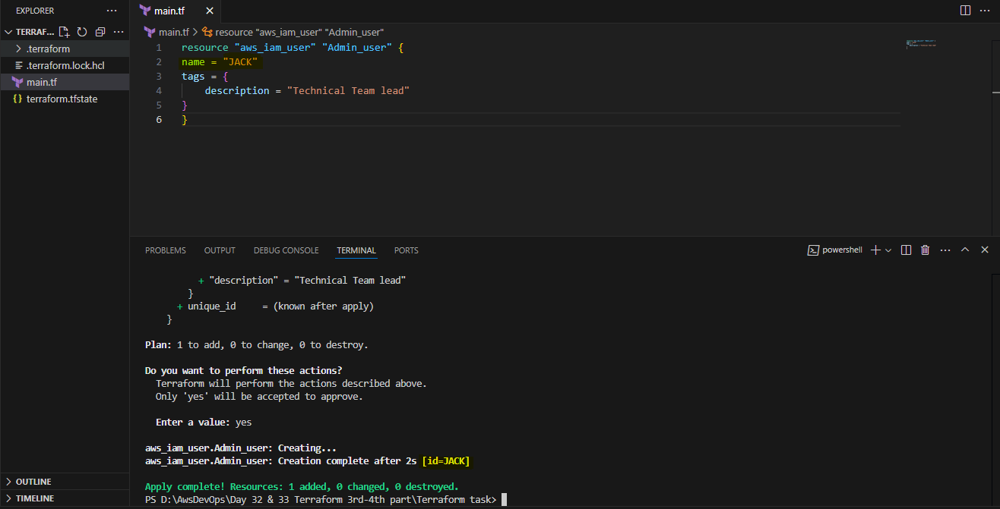 EXPLORER
TERRAF...
.terraform
.terraform.lock.hcl
main.tf
terraform.tfstate
OUTLINE
TIMELINE
main.tf
main.tf > resource "aws_iam_user" "Admin_user"
1 resource "aws_iam_user" "Admin_user" {
2 name = "JACK"
3 tags = {
4 description = "Technical Team lead"
5 }
6 }
PROBLEMS OUTPUT DEBUG CONSOLE TERMINAL PORTS
powershell
+ "description" = "Technical Team lead"
}
+ unique_id = (known after apply)
}
Plan: 1 to add, 0 to change, 0 to destroy.
Do you want to perform these actions?
Terraform will perform the actions described above.
Only 'yes' will be accepted to approve.
Enter a value: yes
aws_iam_user.Admin_user: Creating...
aws_iam_user.Admin_user: Creation complete after 2s [id=JACK]
Apply complete! Resources: 1 added, 0 changed, 0 destroyed.
PS D:\AwsDevOps\Day 32 & 33 Terraform 3rd-4th part\Terraform task>